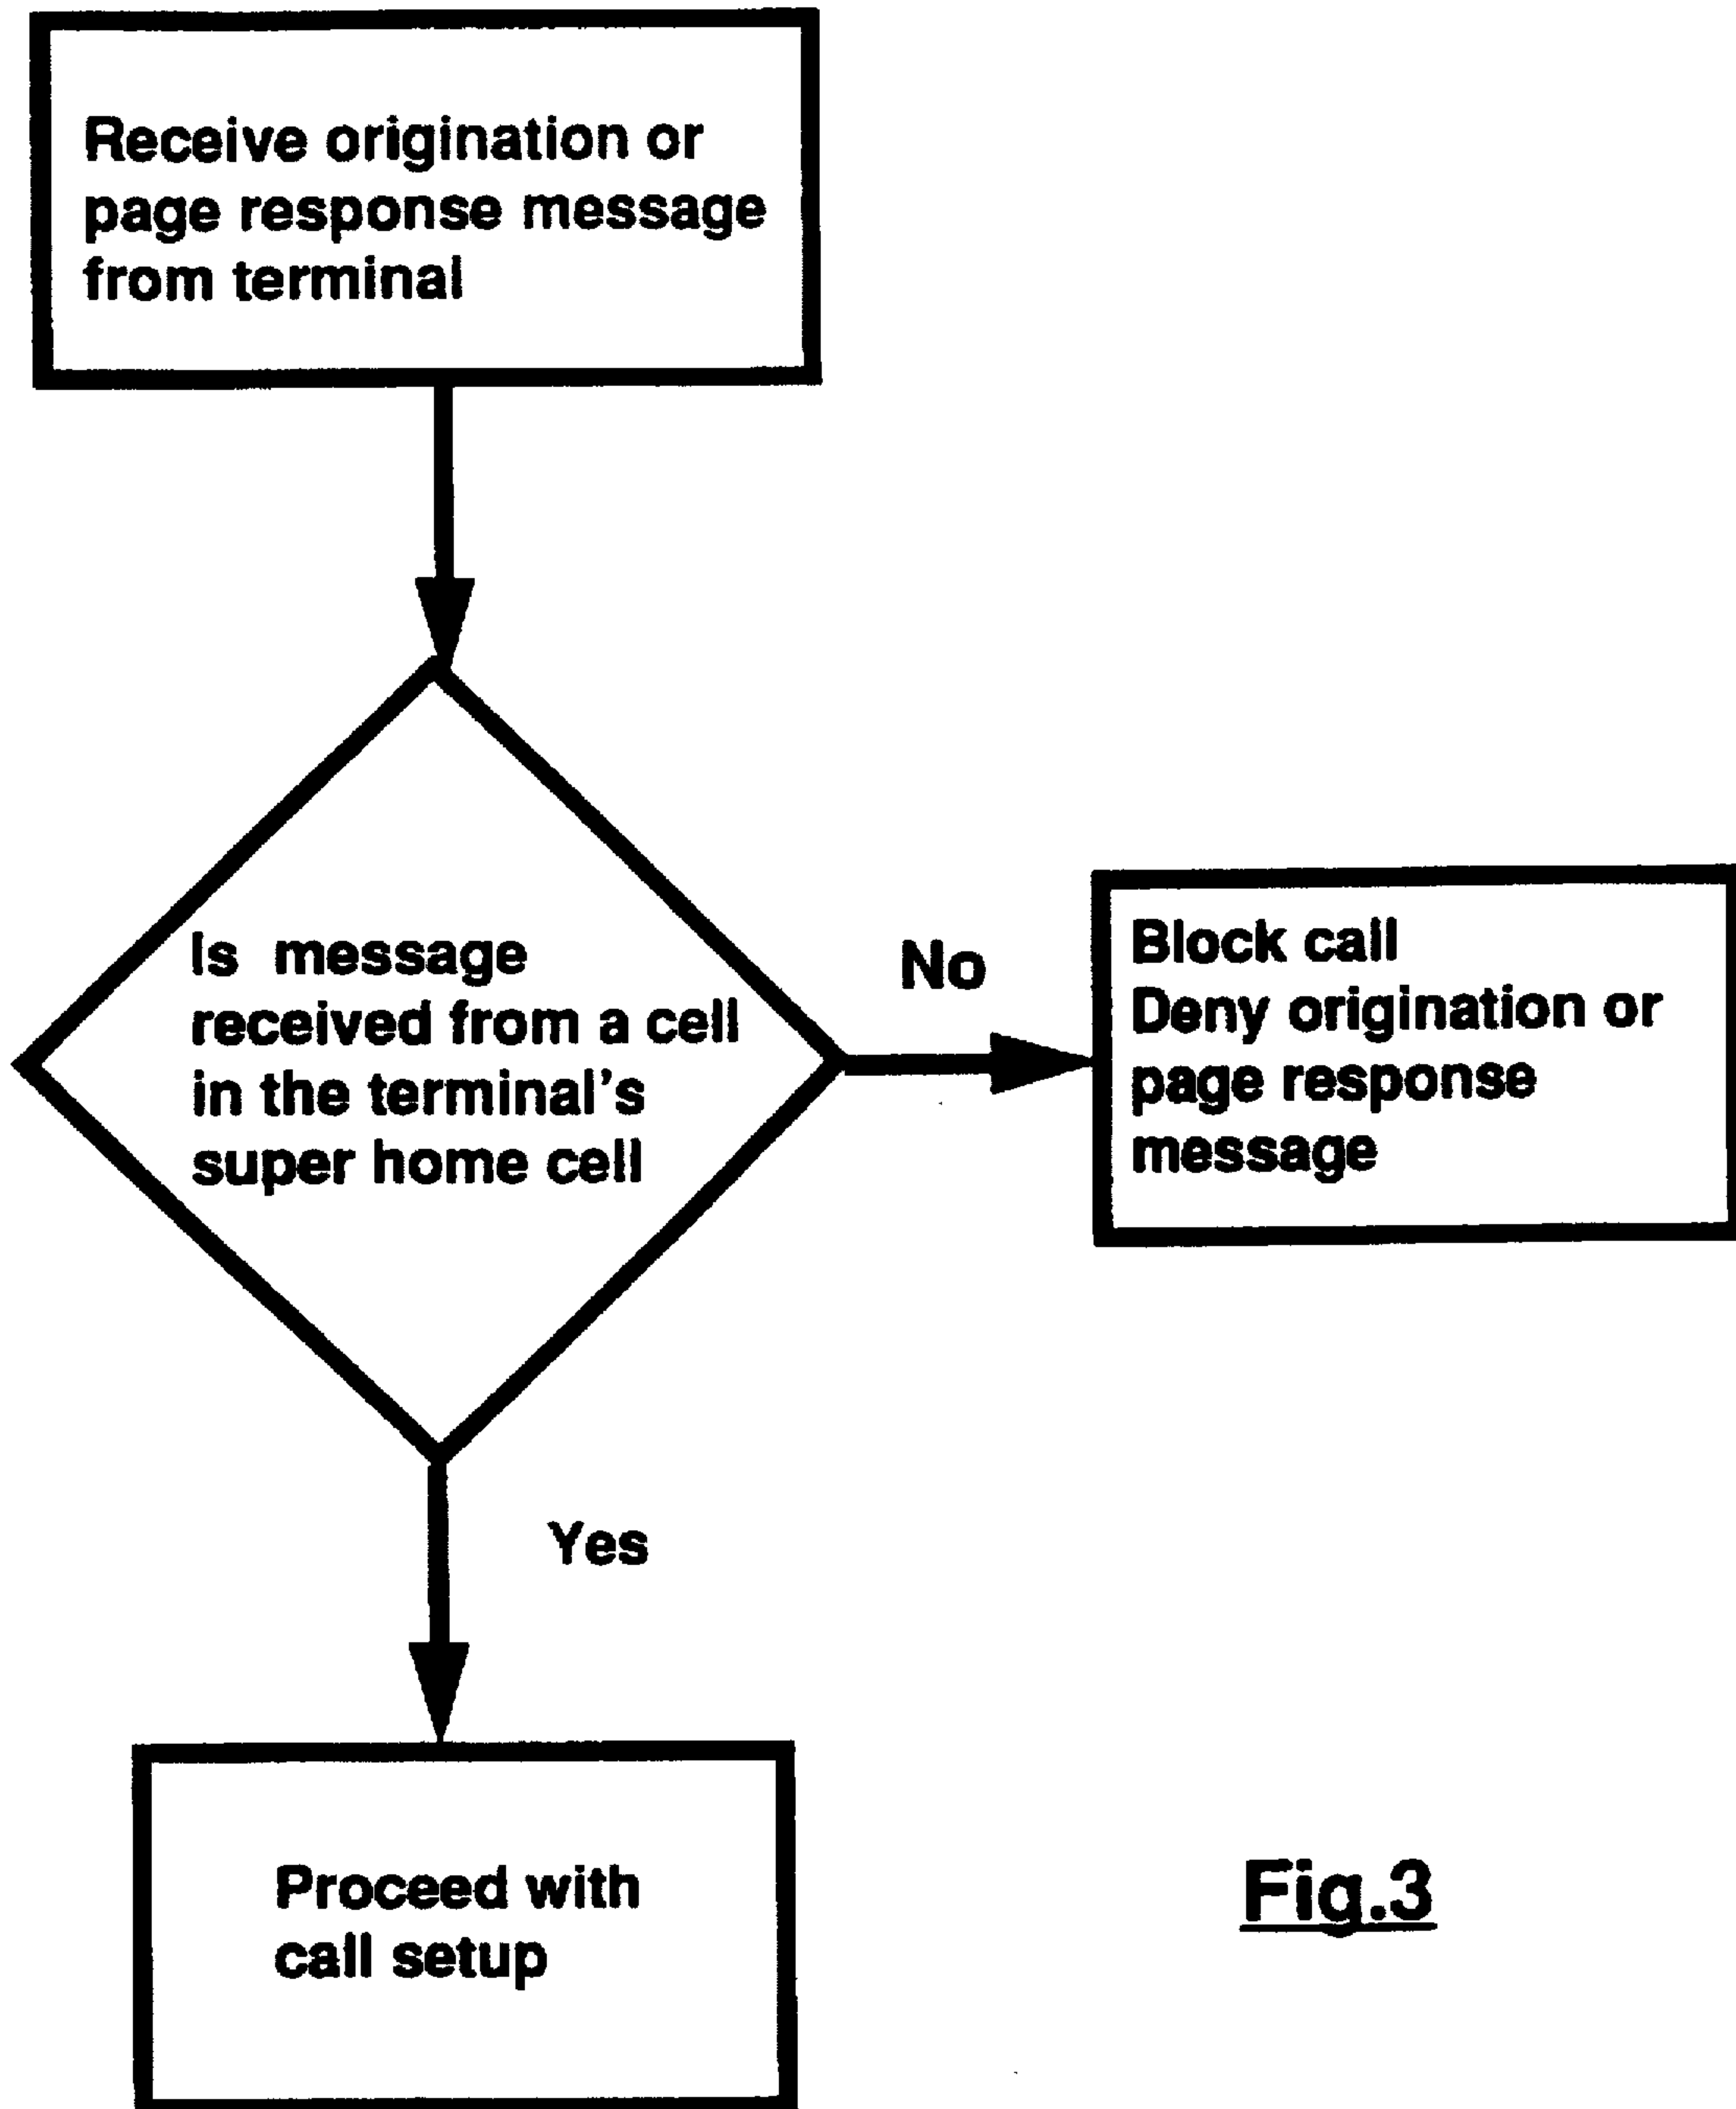 Receive origination or
page response message
from terminal
Is message
received from a cell
in the terminal's
super home cell
No
Block call
Deny origination or
page response
message
Yes
Proceed with
call setup
Fig.3